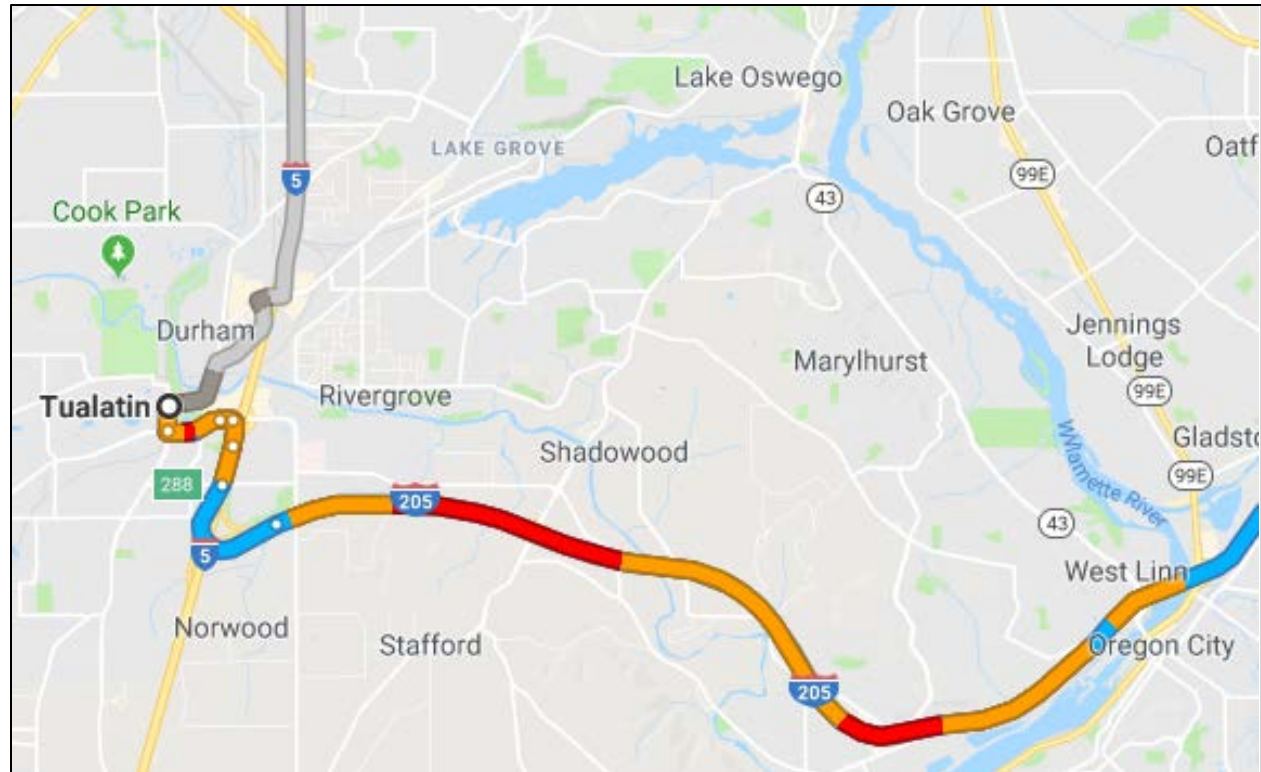 Lake Oswego
Oak Grove
LAKE GROVE
Oatf
5
99E
43
Cook Park
Durham
Jennings
Lodge
Marylhurst
99E
Rivergrove
Tualatin
Shadowood
Gladsto
99E
288
205
WWlamette River
43
5
West Linn
Norwood
Stafford
Oregon City
205